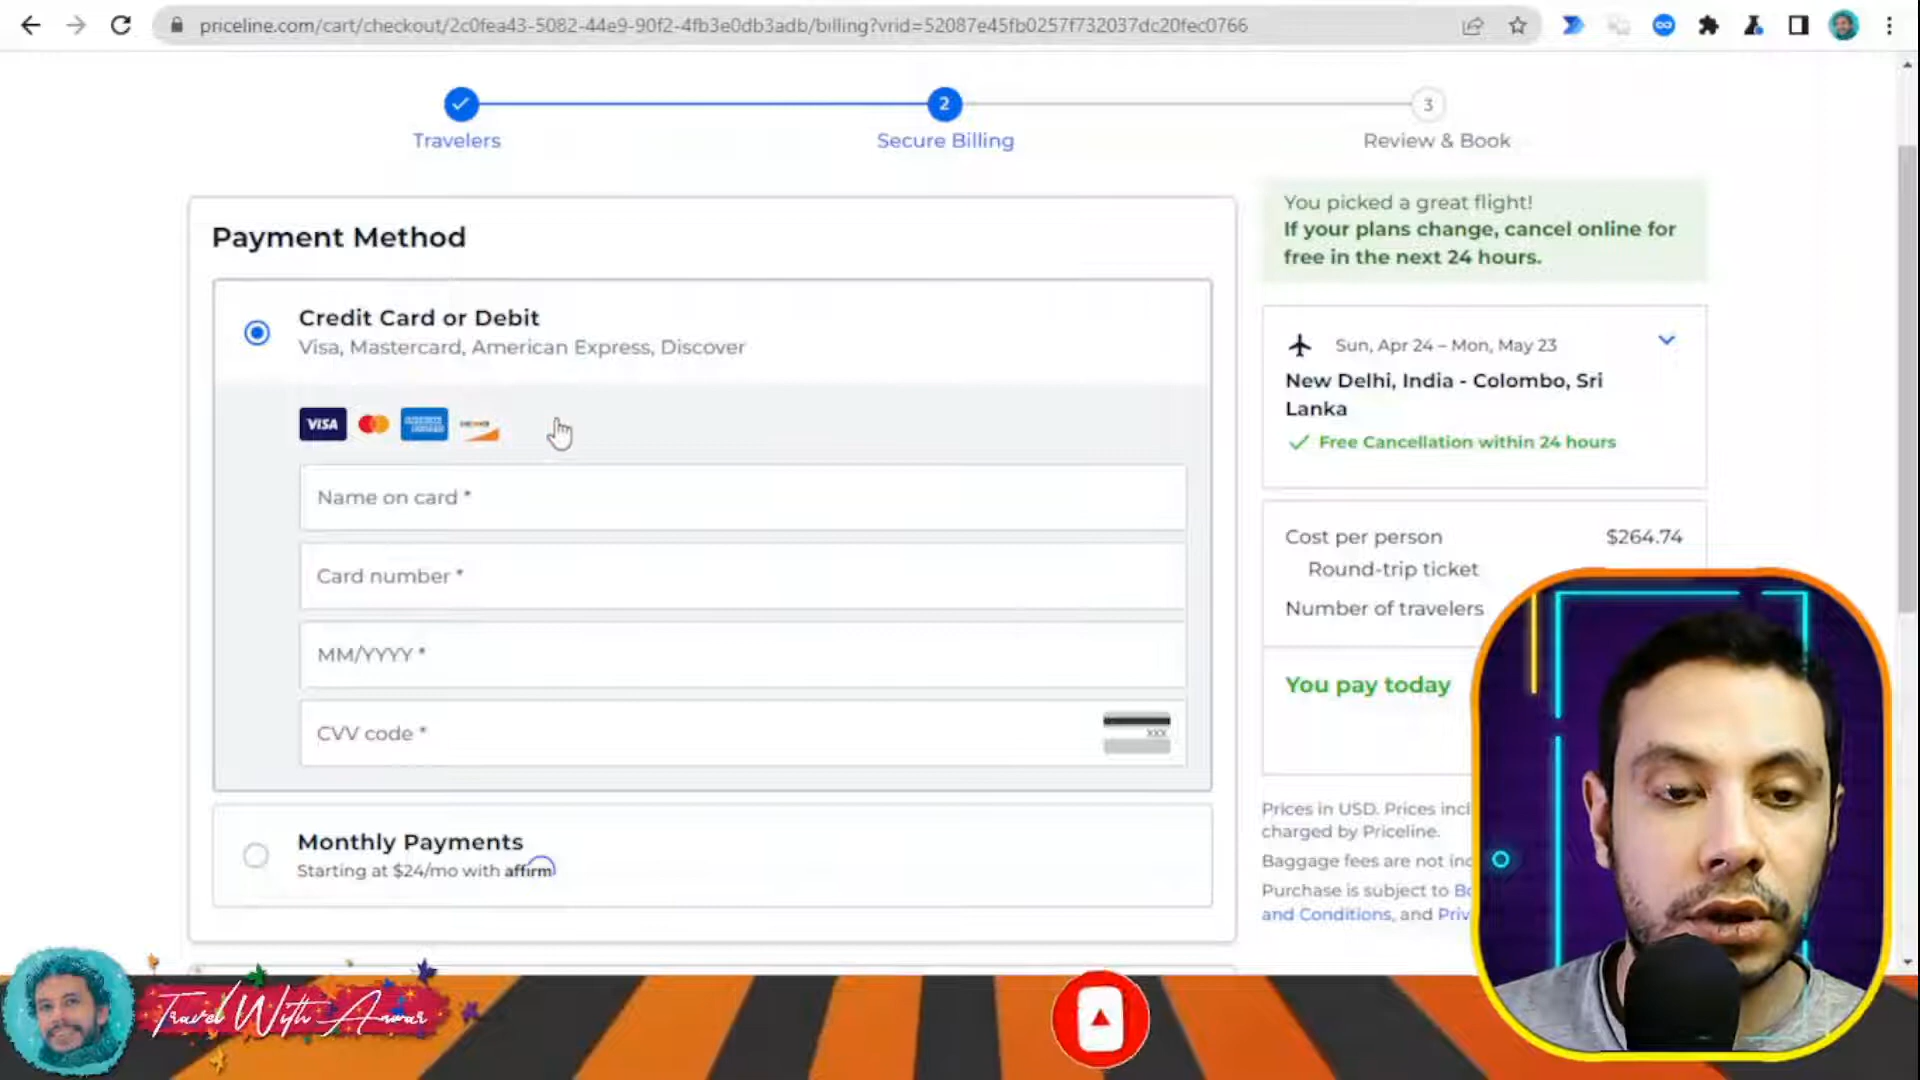 priceline.com/cart/checkout/2c0fea43-5082-44e9-90f2-4fb3e0db3adb/billing?vrid=52087e45fb0257f732037dc20fec0766
2
3
Travelers
Secure Billing
Review & Book
Payment Method
Credit Card or Debit
Visa, Mastercard, American Express, Discover
VISA
Name on card *
Card number *
MM/YYYY *
CVV code *
XXX
Monthly Payments
Starting at $24/mo with affirm
You picked a great flight!
If your plans change, cancel online for
free in the next 24 hours.
Sun, Apr 24 – Mon, May 23
New Delhi, India - Colombo, Sri
Lanka
Free Cancellation within 24 hours
Cost per person $264.74
Round-trip ticket
Number of travelers
You pay today
Prices in USD. Prices incl
charged by Priceline.
Baggage fees are not inc
Purchase is subject to Bo
and Conditions, and Priv
Travel With Anwar